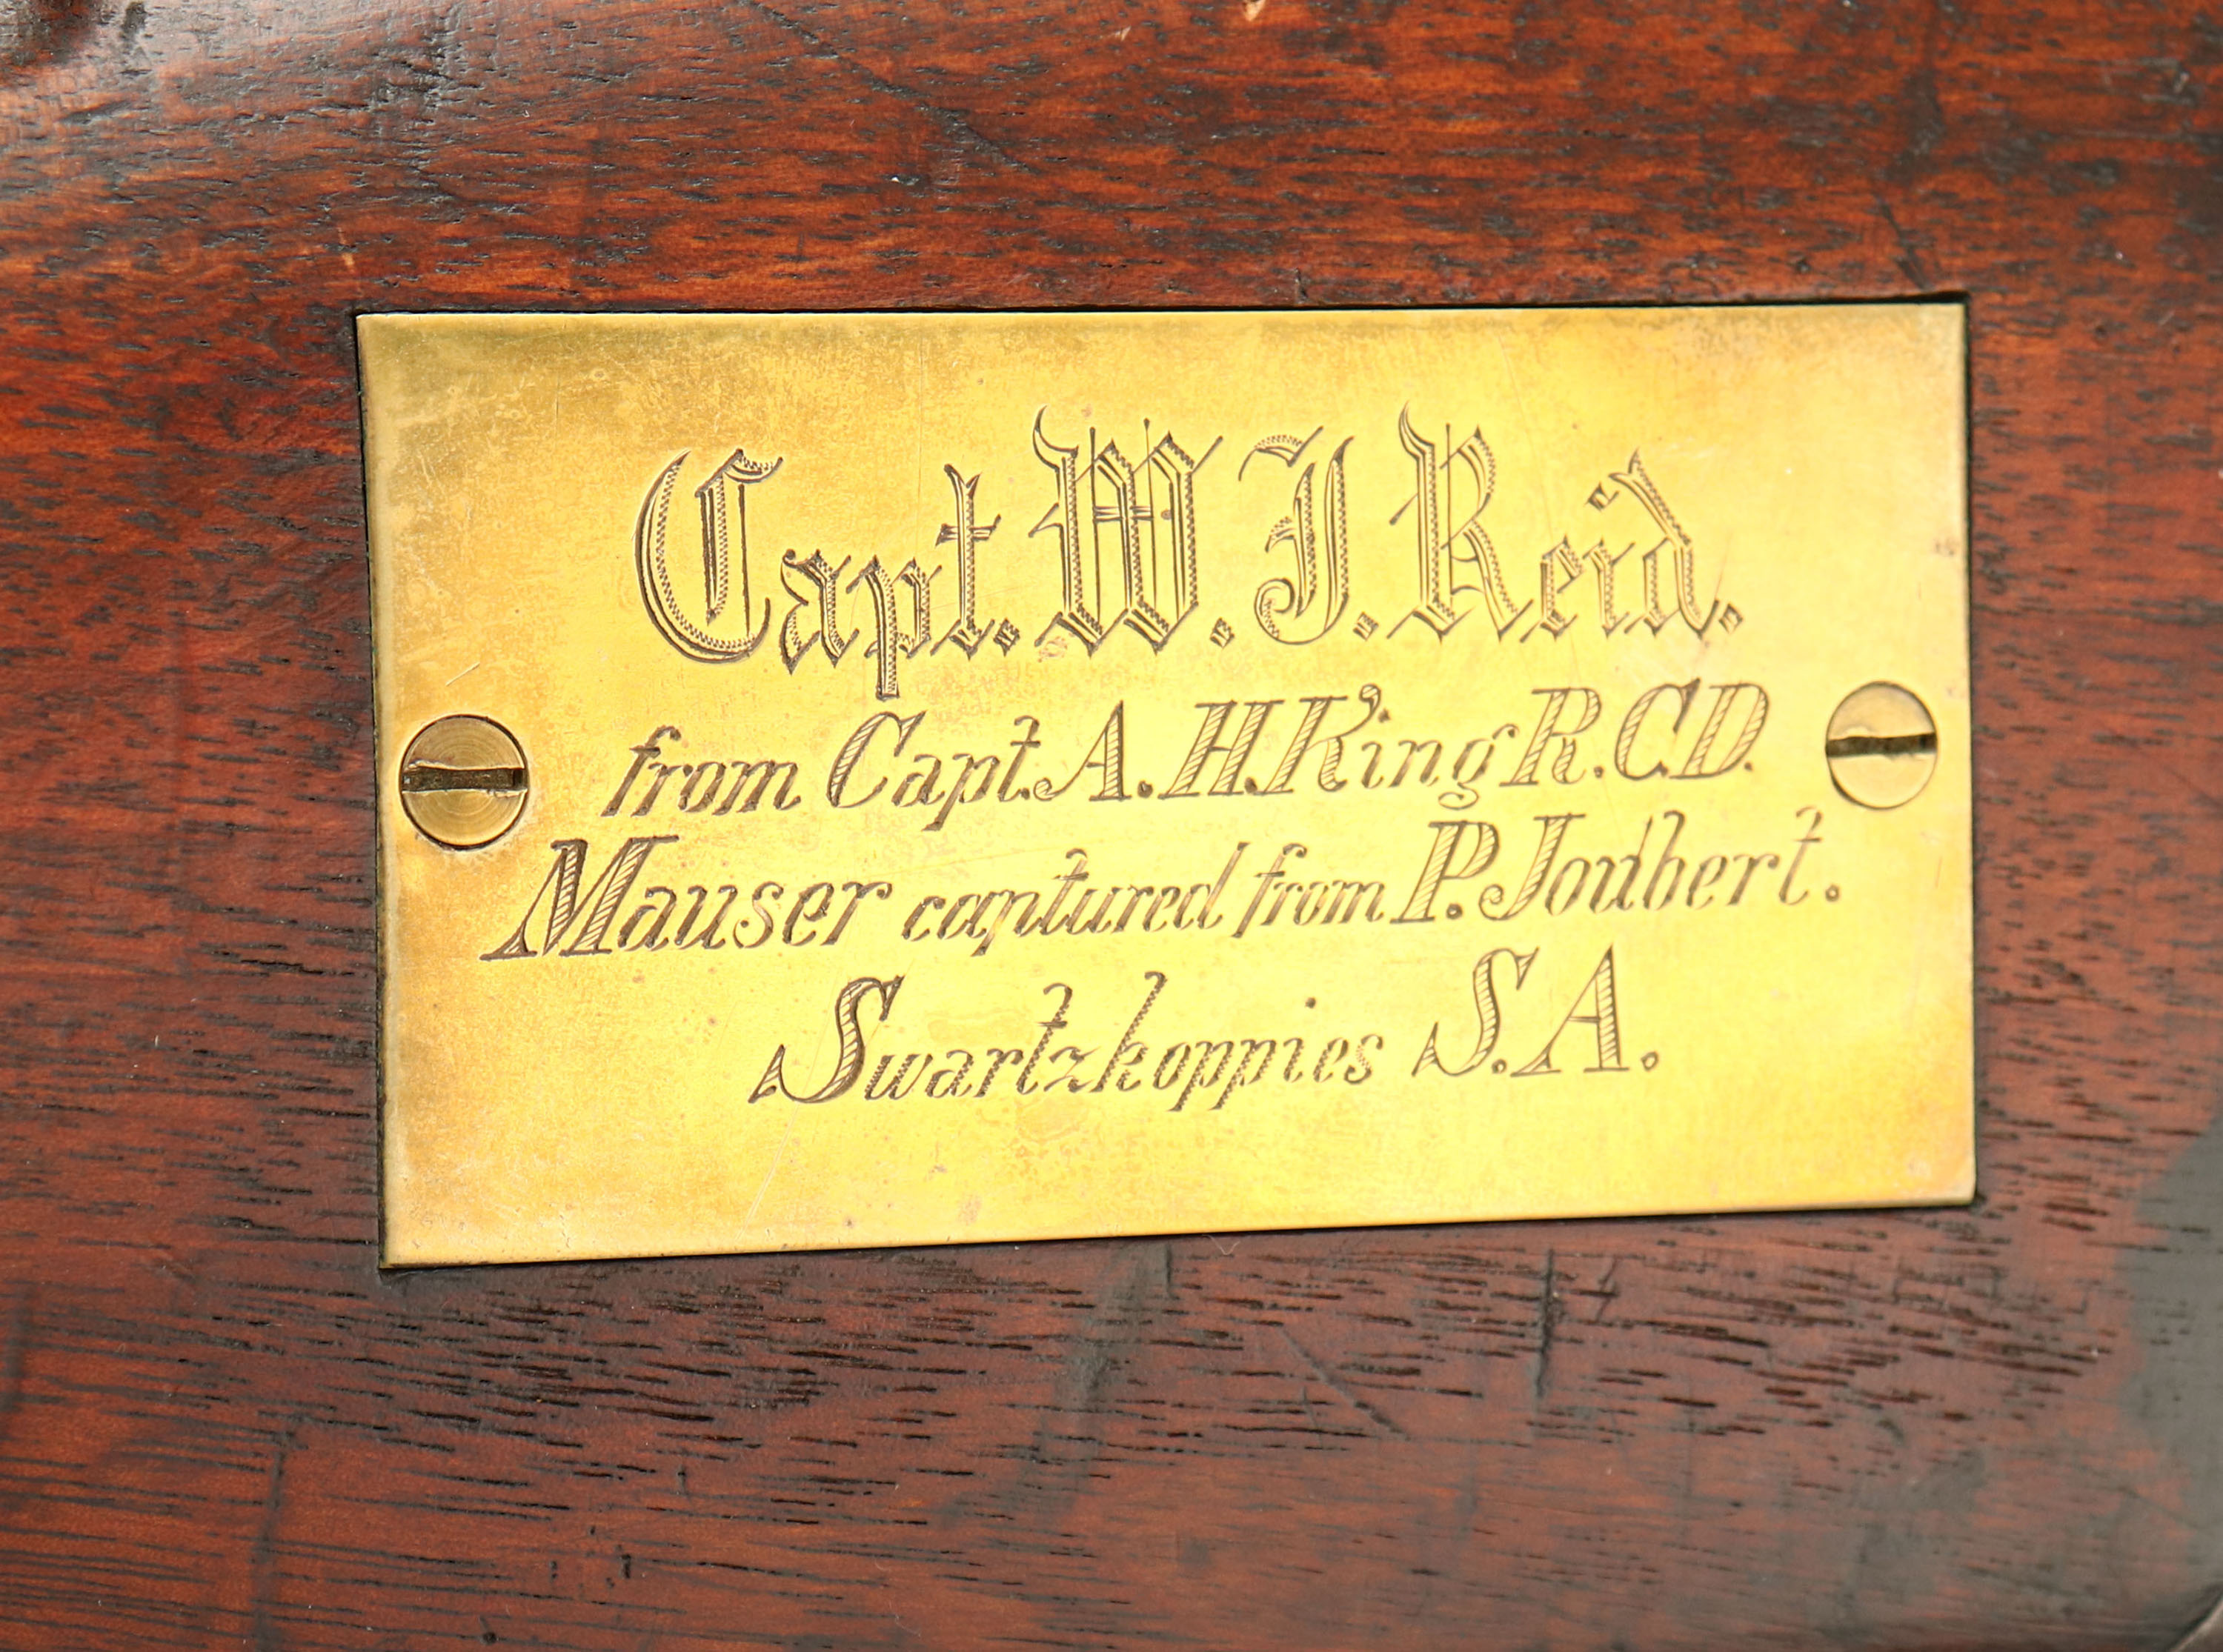 Capt. W. J. Reid.
from Capt. A. H. King R.C.D.
Mauser captured from P. Joubert.
Swartzkoppies S.A.